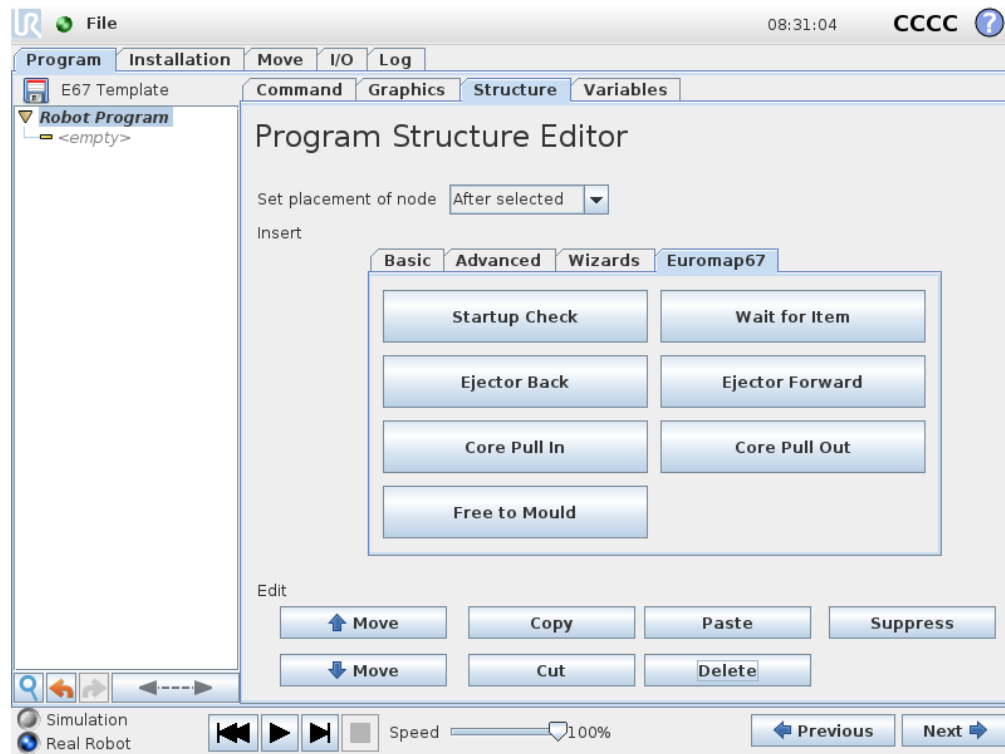 UR File 08:31:04 CCCC ?
Program Installation Move I/O Log
E67 Template Command Graphics Structure Variables
Robot Program
<empty>
Program Structure Editor
Set placement of node After selected
Insert
Basic Advanced Wizards Euromap67
Startup Check Wait for Item
Ejector Back Ejector Forward
Core Pull In Core Pull Out
Free to Mould
Edit
Move Copy Paste Suppress
Move Cut Delete
Simulation
Real Robot
Speed 100% Previous Next